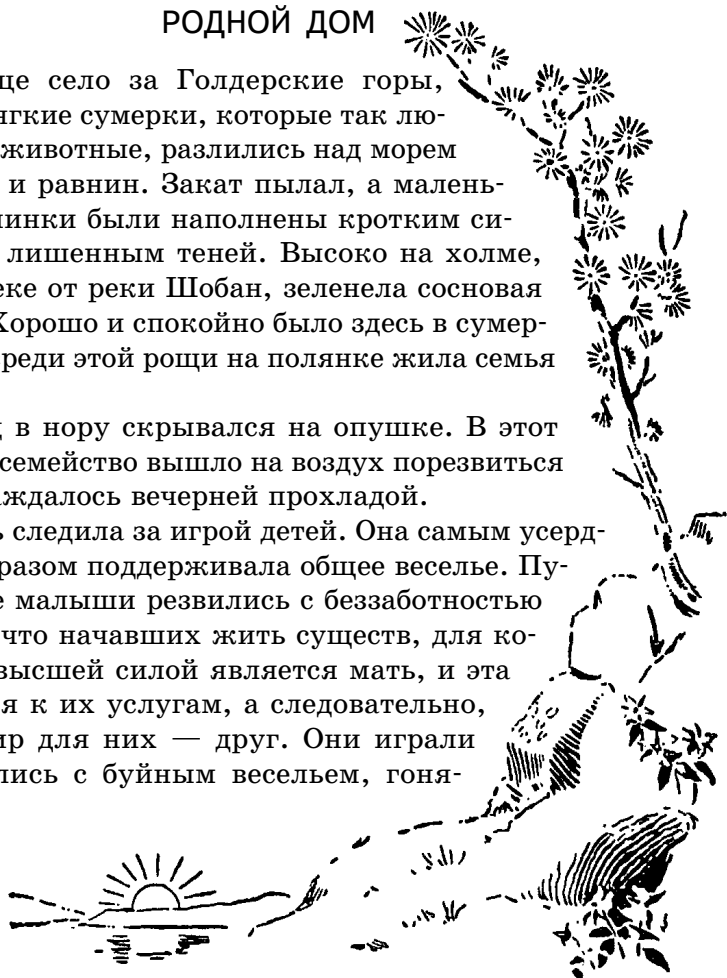 РОДНОЙ ДОМ
це село за Голдерские горы,
ягкие сумерки, которые так лю-
животные, разлились над морем
и равнин. Закат пылал, а малень-
инки были наполнены кротким си-
лишенным теней. Высоко на холме,
еке от реки Шобан, зеленела сосновая
Хорошо и спокойно было здесь в сумер-
реди этой рощи на полянке жила семья
в нору скрывался на опушке. В этот
семейство вышло на воздух порезвиться
аждалось вечерней прохладой.
ь следила за игрой детей. Она самым усерд-
разом поддерживала общее веселье. Пу-
е малыши резвились с беззаботностью
что начавших жить существ, для ко-
высшей силой является мать, и эта
я к их услугам, а следовательно,
ир для них — друг. Они играли
лись с буйным весельем, гоня-